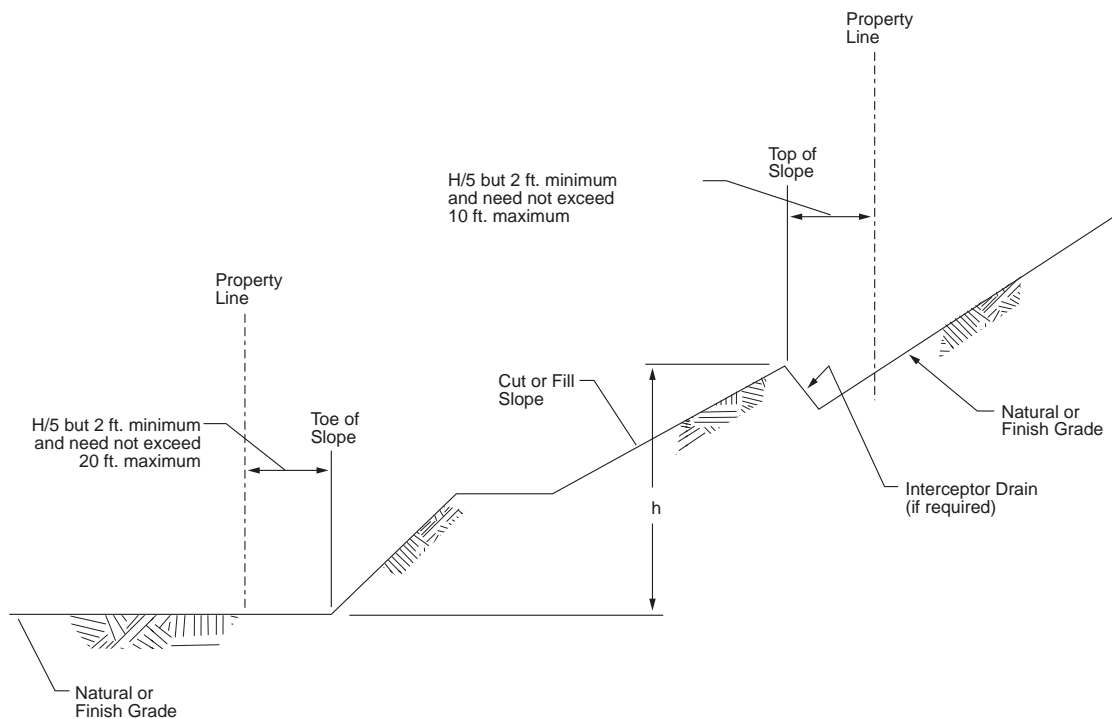 Property
Line
Top of
Slope
H/5 but 2 ft. minimum
and need not exceed
10 ft. maximum
Property
Line
Cut or Fill
Slope
Toe of
Slope
H/5 but 2 ft. minimum
and need not exceed
20 ft. maximum
Natural or
Finish Grade
Interceptor Drain
(if required)
h
Natural or
Finish Grade